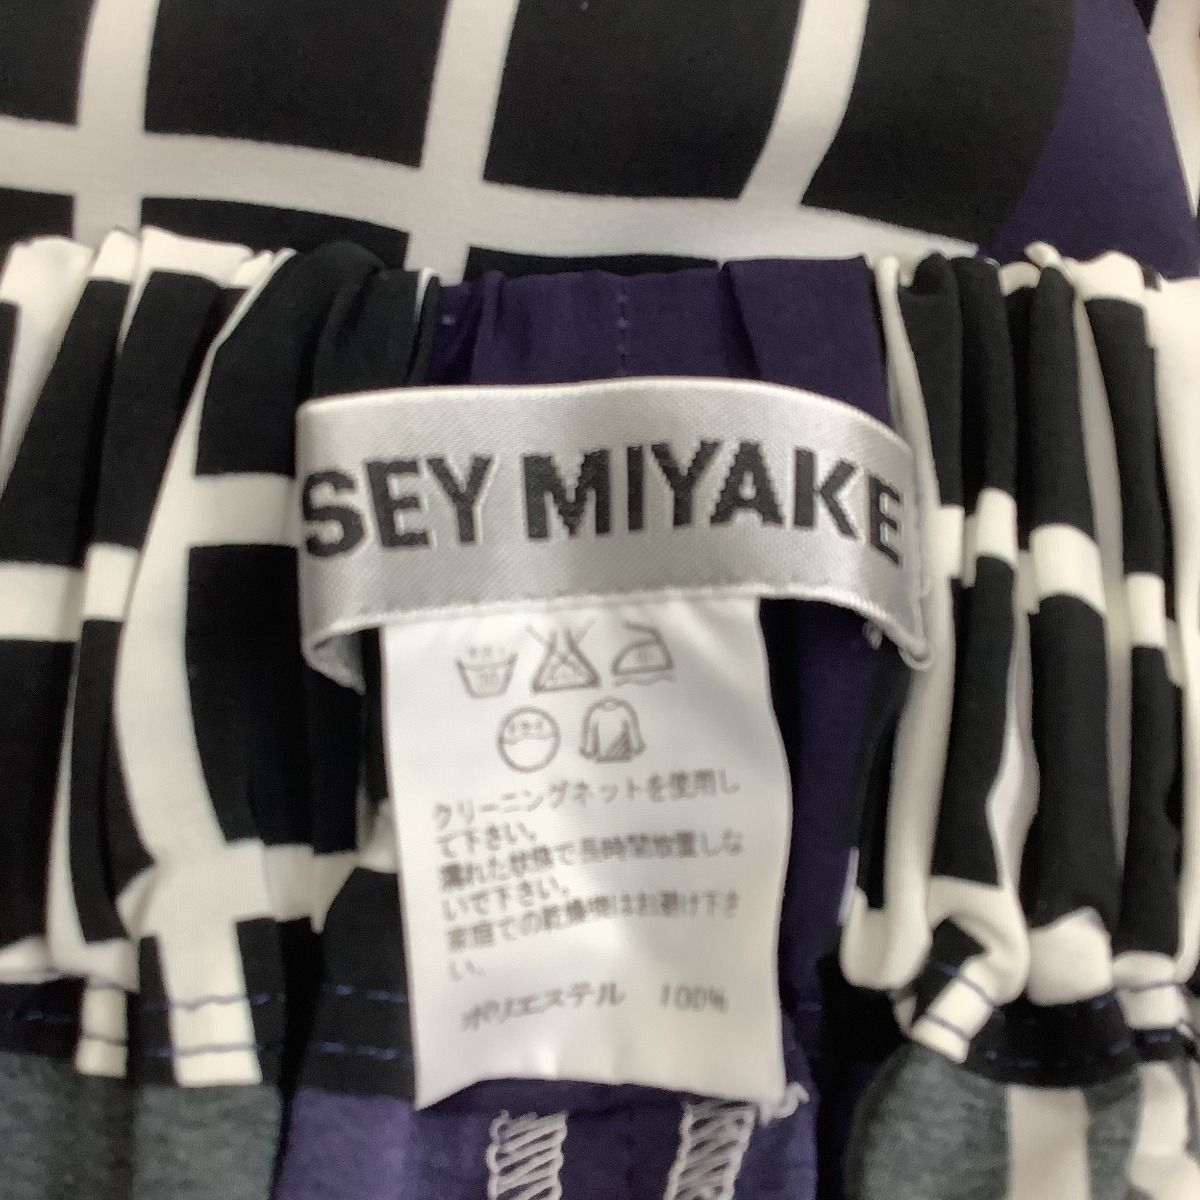 SEY MIYAKE
クリーニングネットを使用し
て下さい。
濡れた状態で長時間放置しな
いで下さい。
家庭での乾燥機はお避け下さ
い。
ポリエステル 100%